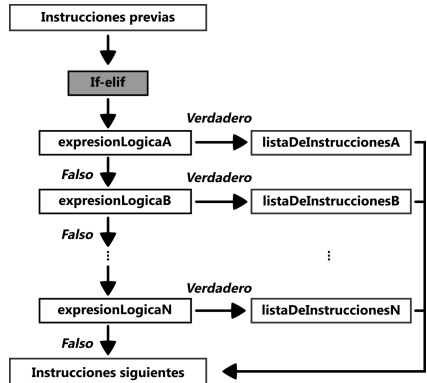 Instrucciones previas
If-elif
Verdadero
expresionLogicaA
listaDeInstruccionesA
Falso
Verdadero
expresionLogicaB
listaDeInstruccionesB
Falso
...
...
Verdadero
expresionLogicaN
listaDeInstruccionesN
Falso
Instrucciones siguientes